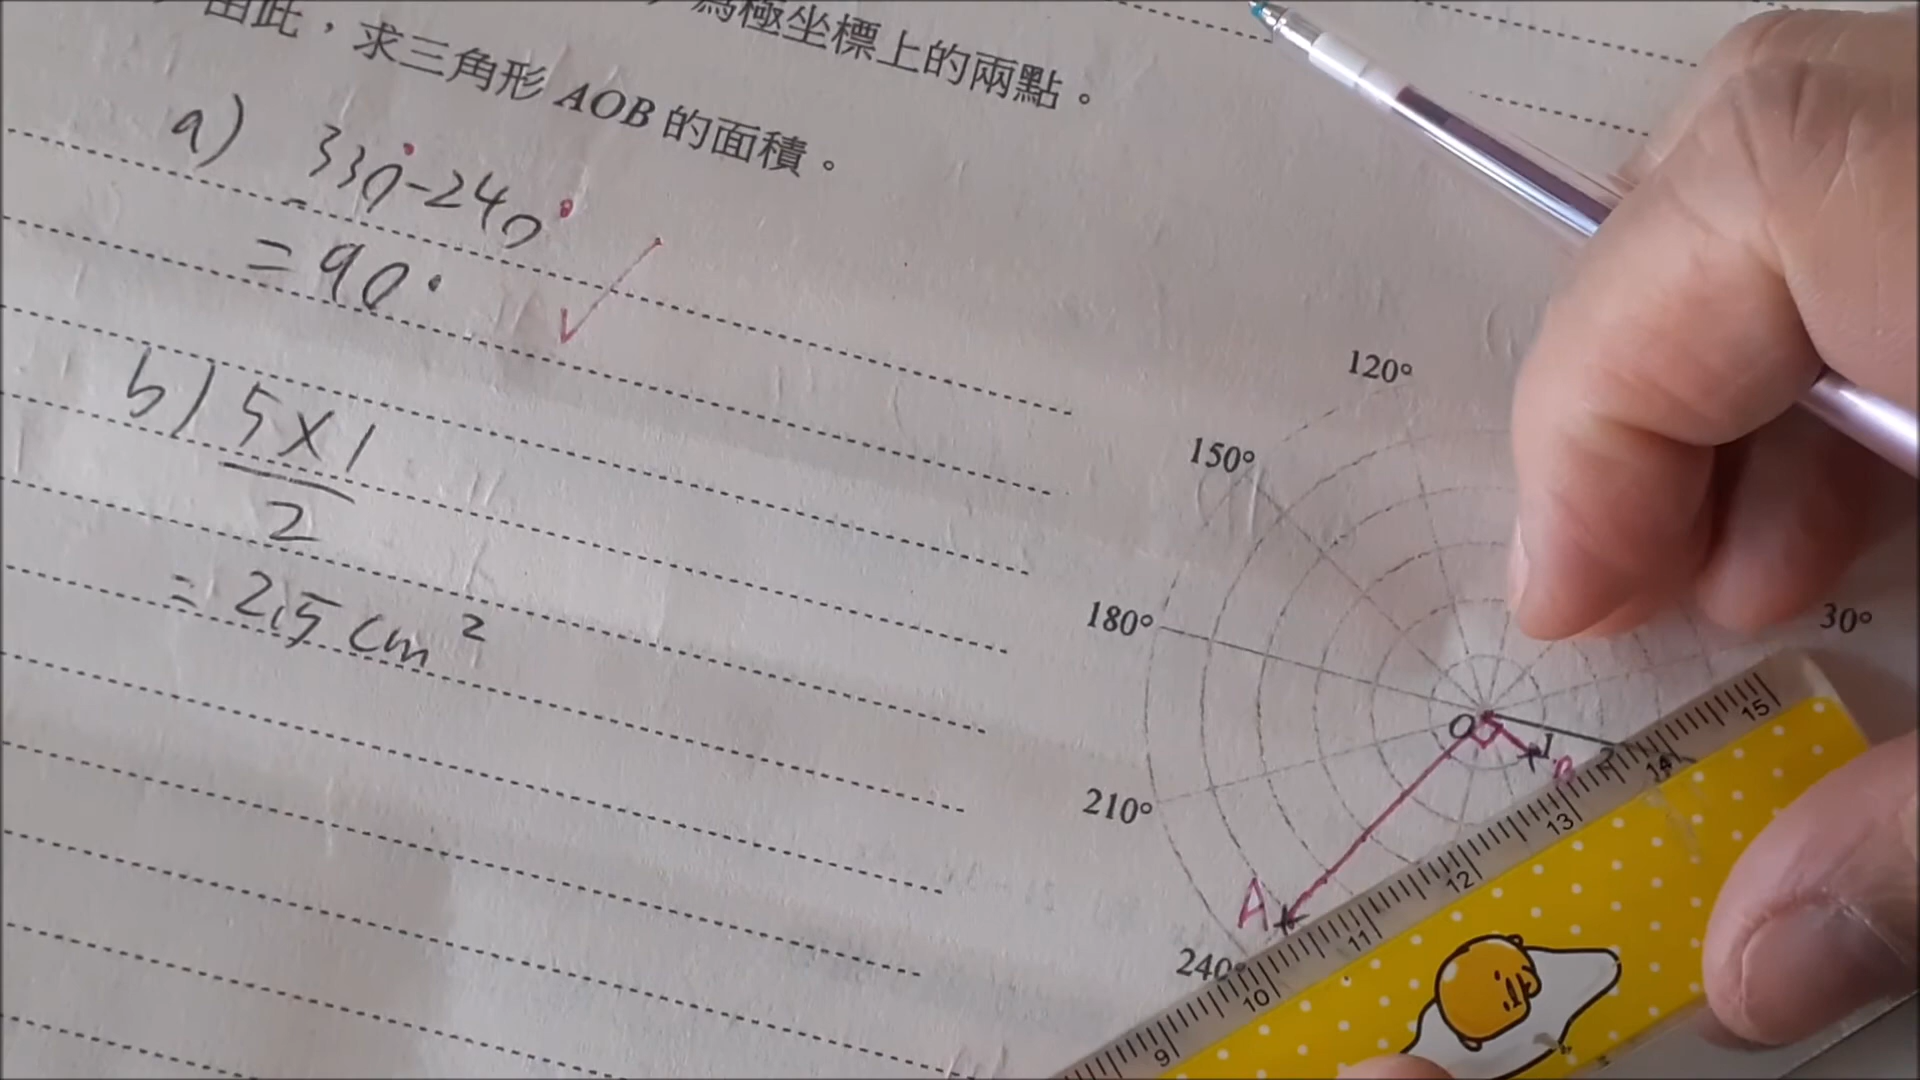 為極坐標上的兩點。
由此，求三角形 AOB 的面積。
a) 330°-240°
= 90°
b) 5×1
2
= 2.5 cm²
120°
150°
180°
30°
210°
240°
O
1
A
9 10 11 12 13 14 15